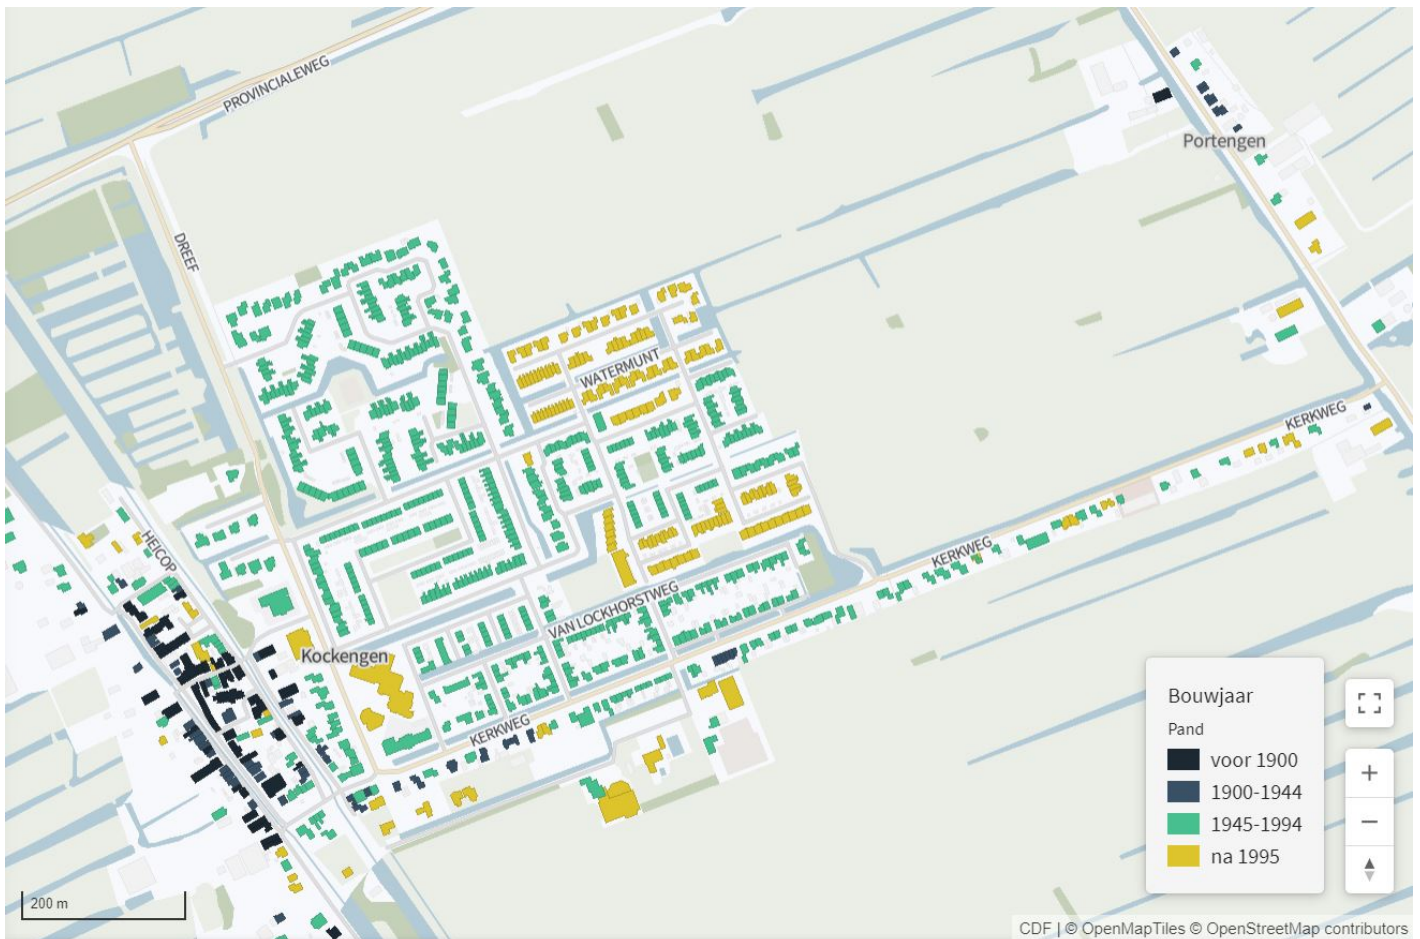 PROVINCIALEWEG
Portengen
DREEF
WATERMUNT
KERKWEG
HEICOP
KERKWEG
VAN LOCKHORSTWEG
Kockengen
KERKWEG
Bouwjaar
Pand
voor 1900
1900-1944
1945-1994
na 1995
200 m
CDF | © OpenMapTiles © OpenStreetMap contributors